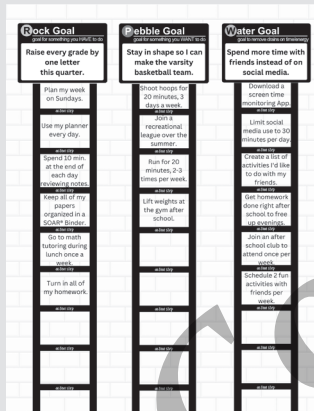 Rock Goal
goal for something you HAVE to do
Raise every grade by
one letter
this quarter.
Plan my week
on Sundays.
Use my planner
every day.
Spend 10 min.
at the end of
each day
reviewing notes.
Keep all of my
papers
organized in a
SOAR® Binder.
Go to math
tutoring during
lunch once a
week.
Turn in all of
my homework.
Pebble Goal
goal for something you WANT to do
Stay in shape so I can
make the varsity
basketball team.
Shoot hoops for
20 minutes, 3
days a week.
Join a
recreational
league over the
summer.
Run for 20
minutes, 2-3
times per week.
Lift weights at
the gym after
school.
Water Goal
goal to remove drains on time/energy
Spend more time with
friends instead of on
social media.
Download a
screen time
monitoring App.
Limit social
media use to 30
minutes per day.
Create a list of
activities I'd like
to do with my
friends.
Get homework
done right after
school to free
up evenings.
Join an after
school club to
attend once per
week.
Schedule 2 fun
activities with
friends per
week.